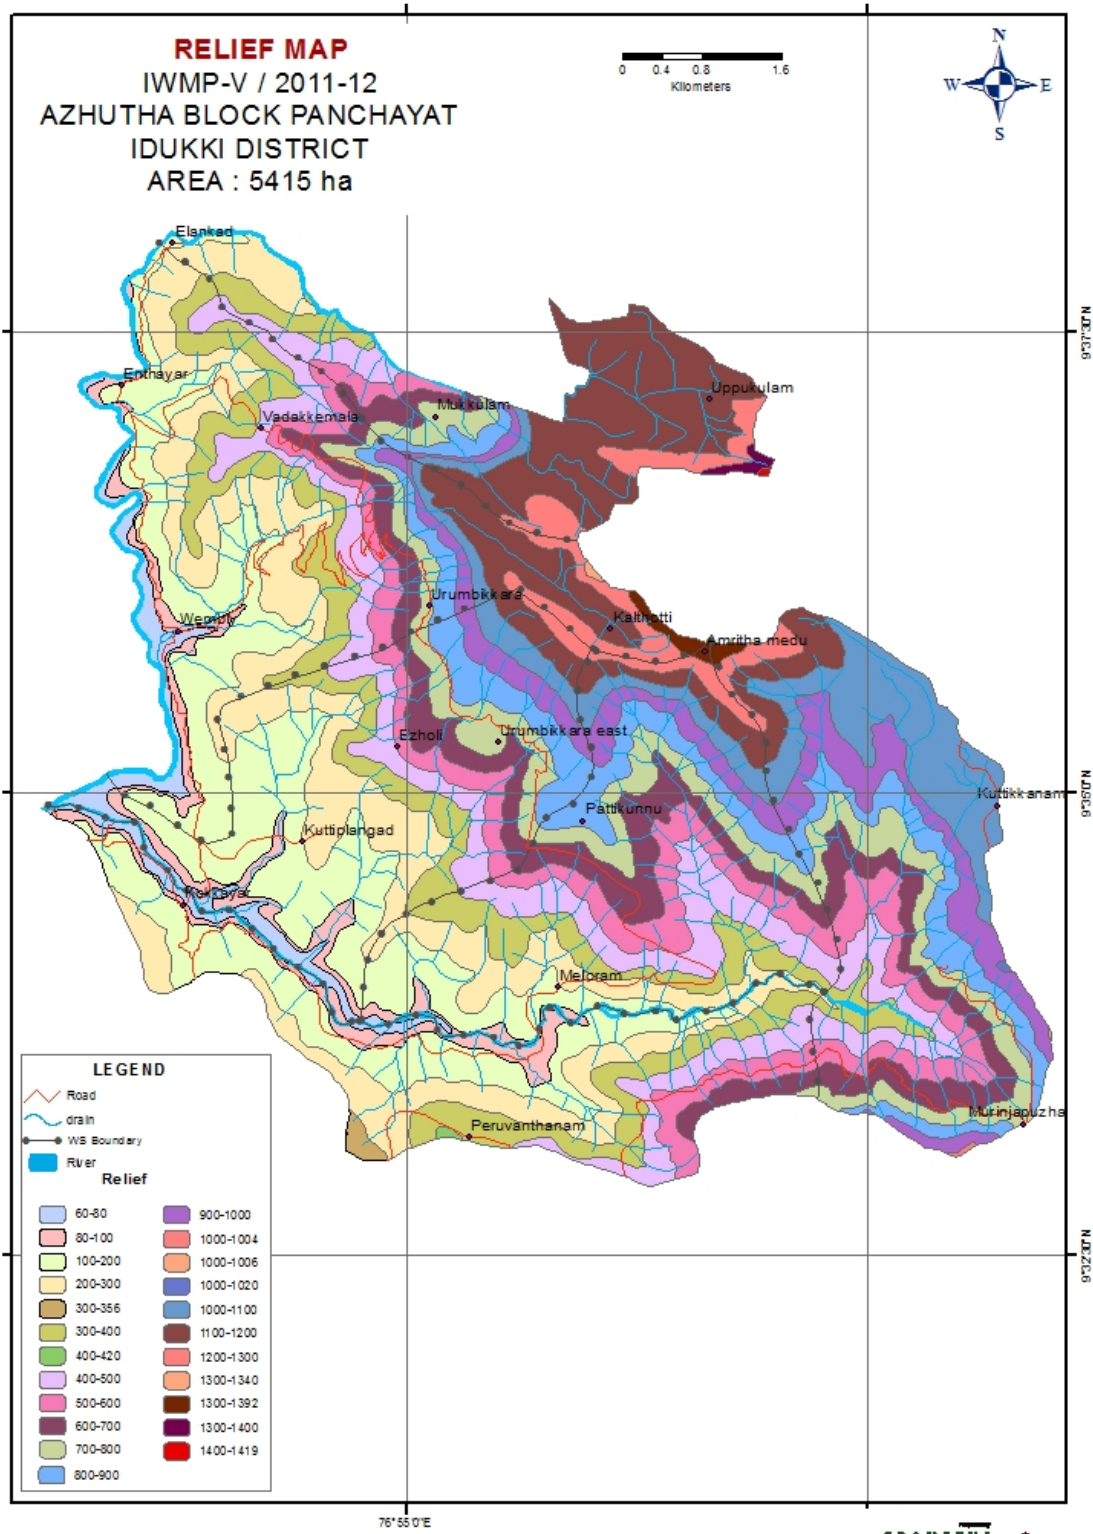 RELIEF MAP
IWMP-V / 2011-12
AZHUTHA BLOCK PANCHAYAT
IDUKKI DISTRICT
AREA : 5415 ha
0 0.4 0.8 1.6
Kilometers
N
W E
S
Elankad
9°37'30"N
Enthayar
Uppukulam
Mukkulam
Vadakkemala
Urumbikkara
Wembly
Kalthotti
Amritha medu
Ezholi
Urumbikkara east
Kuttikkanam
9°35'0"N
Pattikunnu
Kuttiplangad
Kokkayar
Meloram
Murinjapuzha
Peruvanthanam
LEGEND
Road
drain
WS Boundary
River
Relief
60-80
80-100
100-200
200-300
300-356
300-400
400-420
400-500
500-600
600-700
700-800
800-900
900-1000
1000-1004
1000-1006
1000-1020
1000-1100
1100-1200
1200-1300
1300-1340
1300-1392
1300-1400
1400-1419
9°32'30"N
76°55'0"E